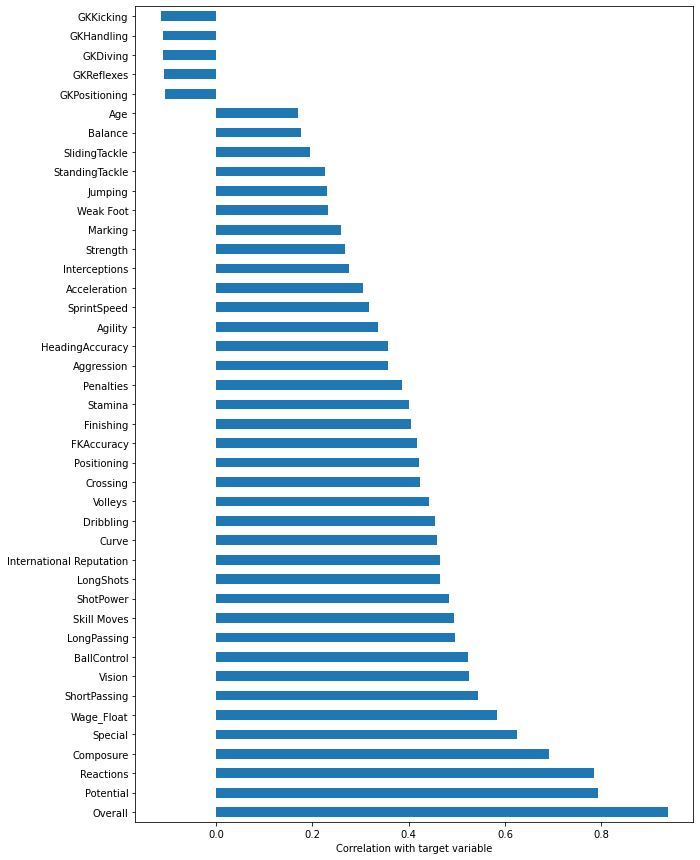 GKKicking
GKHandling
GKDiving
GKReflexes
GKPositioning
Age
Balance
SlidingTackle
StandingTackle
Jumping
Weak Foot
Marking
Strength
Interceptions
Acceleration
SprintSpeed
Agility
HeadingAccuracy
Aggression
Penalties
Stamina
Finishing
FKAccuracy
Positioning
Crossing
Volleys
Dribbling
Curve
International Reputation
LongShots
ShotPower
Skill Moves
LongPassing
BallControl
Vision
ShortPassing
Wage_Float
Special
Composure
Reactions
Potential
Overall
0.0 0.2 0.4 0.6 0.8
Correlation with target variable